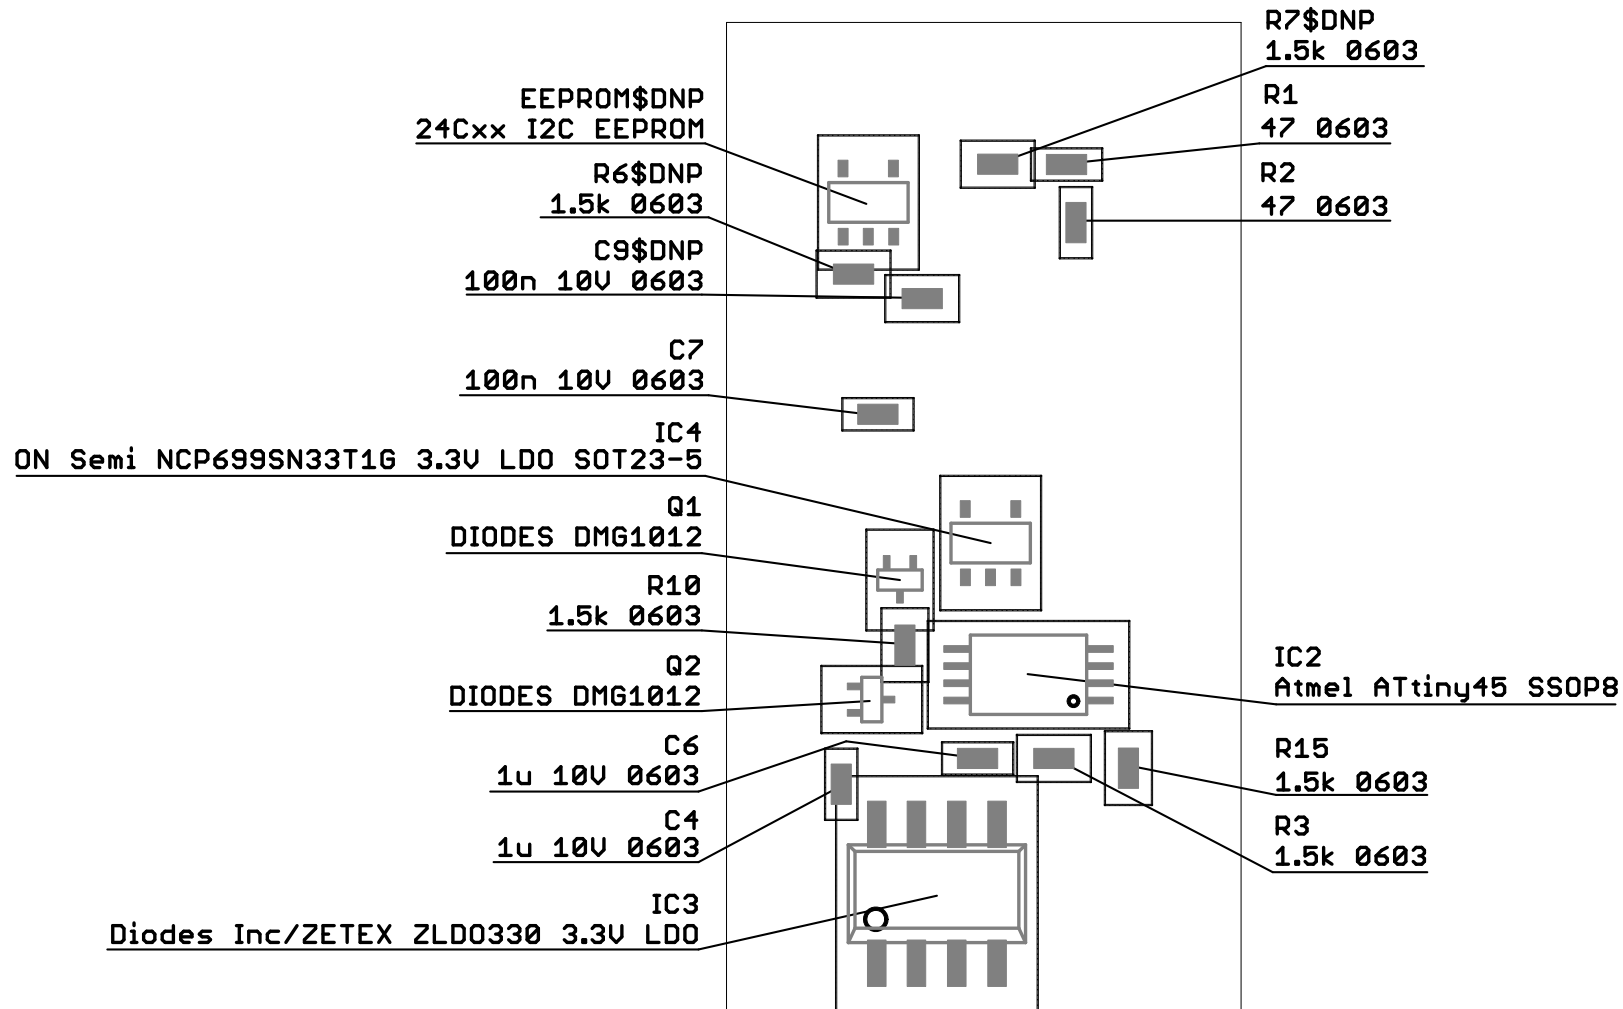 EEPROM$DNP
24Cxx I2C EEPROM
R6$DNP
1.5k 0603
C9$DNP
100n 10V 0603
C7
100n 10V 0603
IC4
ON Semi NCP699SN33T1G 3.3V LDO SOT23-5
Q1
DIODES DMG1012
R10
1.5k 0603
Q2
DIODES DMG1012
C6
1u 10V 0603
C4
1u 10V 0603
IC3
Diodes Inc/ZETEX ZLDO330 3.3V LDO
R7$DNP
1.5k 0603
R1
47 0603
R2
47 0603
IC2
Atmel ATtiny45 SSOP8
R15
1.5k 0603
R3
1.5k 0603